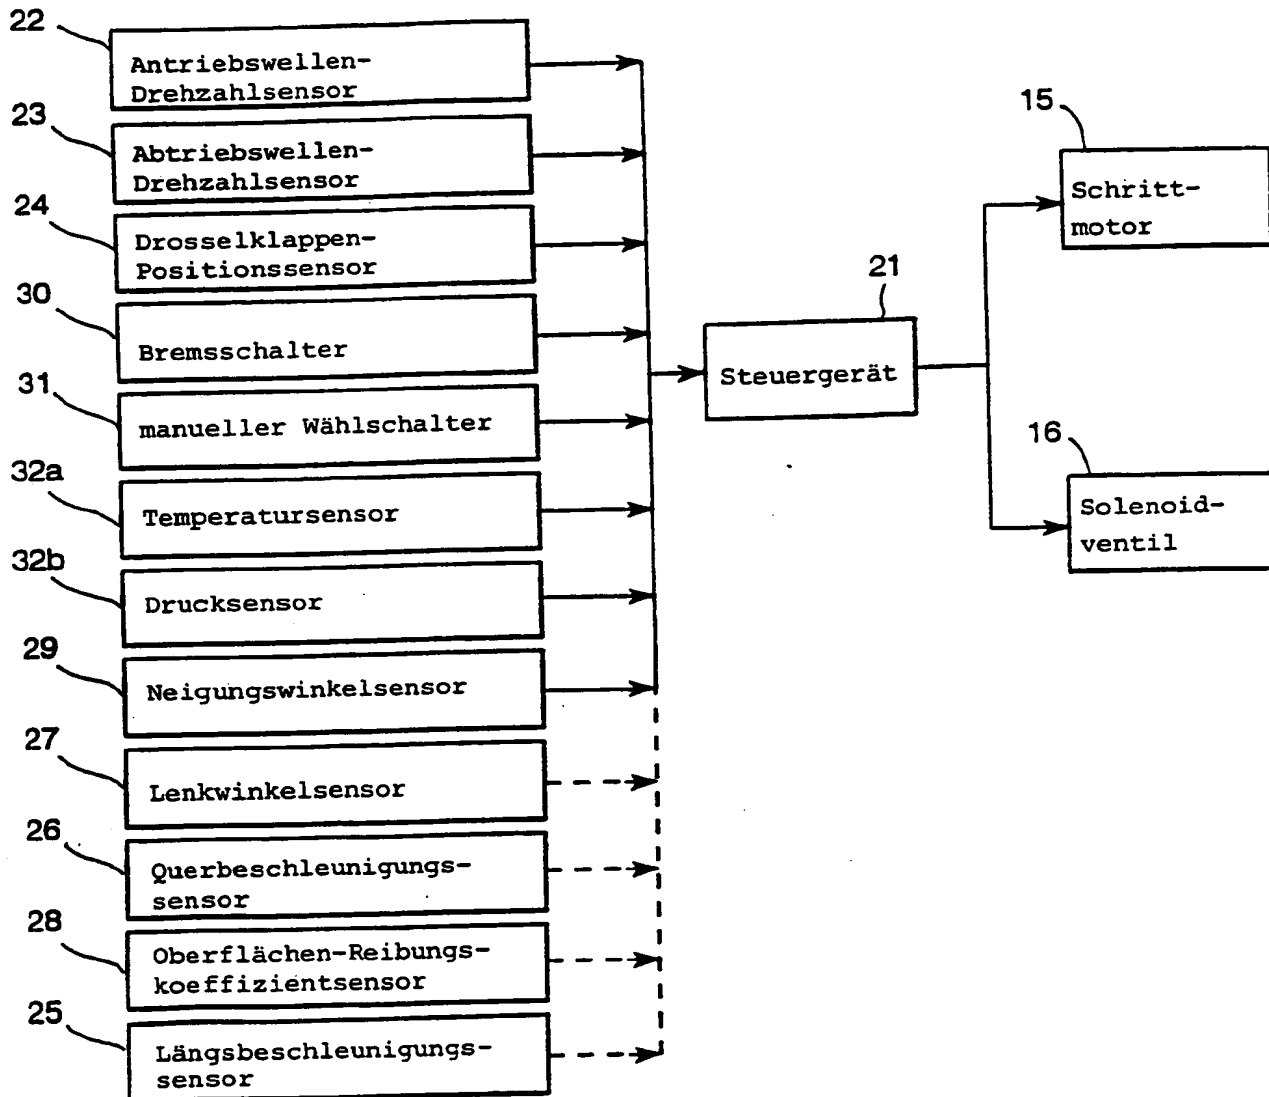 22
Antriebswellen-
Drehzahlsensor
23
Abtriebswellen-
Drehzahlsensor
24
Drosselklappen-
Positionssensor
30
Bremsschalter
31
manueller Wählschalter
32a
Temperatursensor
32b
Drucksensor
29
Neigungswinkelsensor
27
Lenkwinkelsensor
26
Querbeschleunigungs-
sensor
28
Oberflächen-Reibungs-
koeffizientsensor
25
Längsbeschleunigungs-
sensor
21
Steuergerät
15
Schritt-
motor
16
Solenoid-
ventil